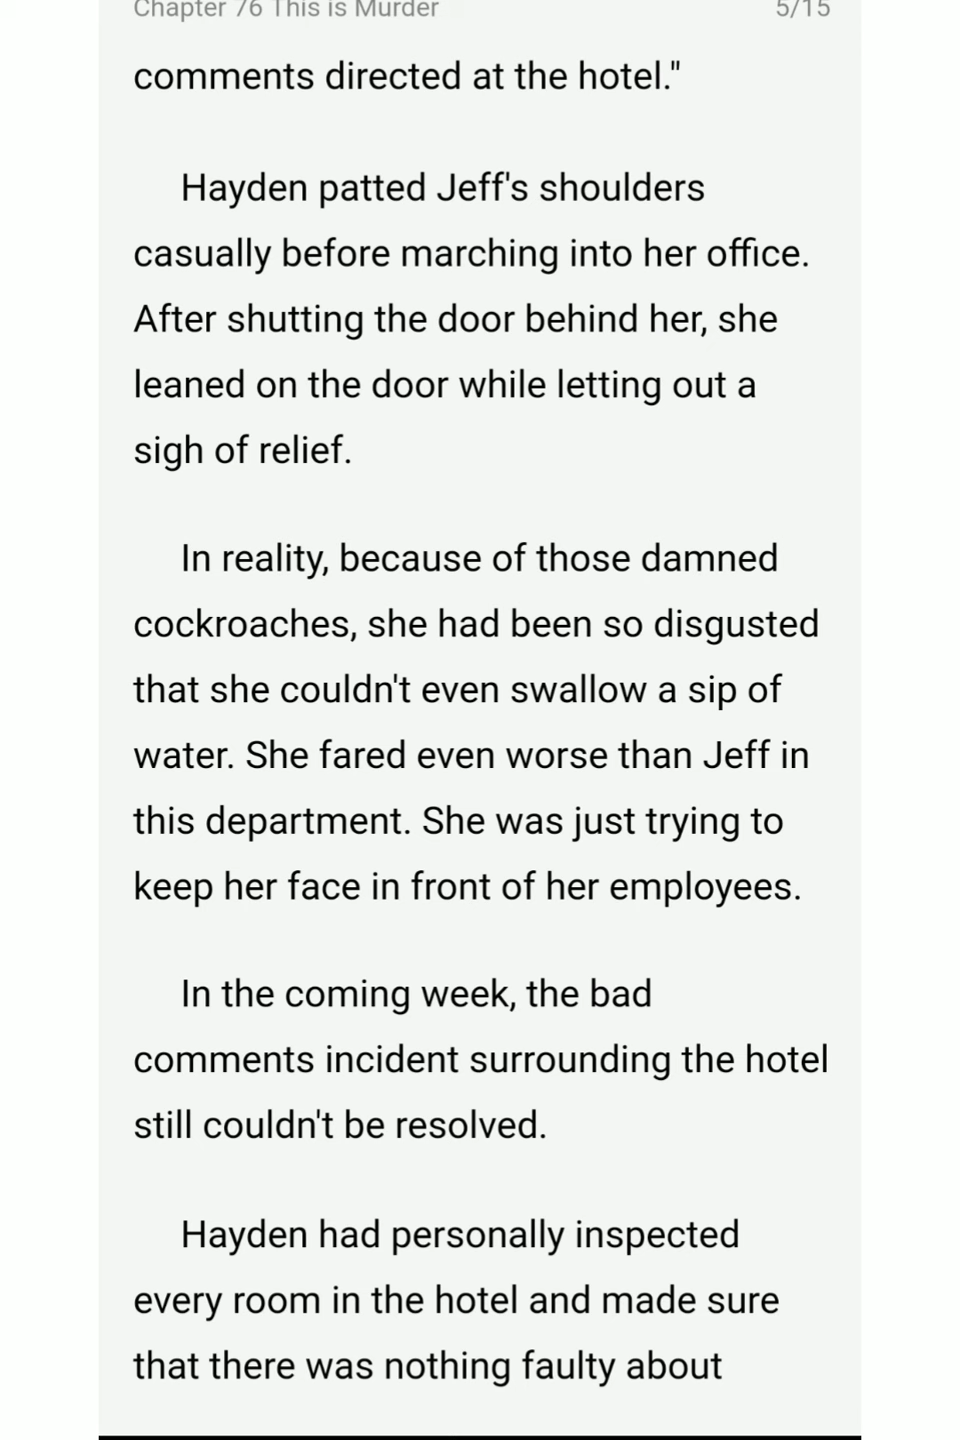 Chapter 76 This is Murder 5/15
comments directed at the hotel."
Hayden patted Jeff's shoulders
casually before marching into her office.
After shutting the door behind her, she
leaned on the door while letting out a
sigh of relief.
In reality, because of those damned
cockroaches, she had been so disgusted
that she couldn't even swallow a sip of
water. She fared even worse than Jeff in
this department. She was just trying to
keep her face in front of her employees.
In the coming week, the bad
comments incident surrounding the hotel
still couldn't be resolved.
Hayden had personally inspected
every room in the hotel and made sure
that there was nothing faulty about